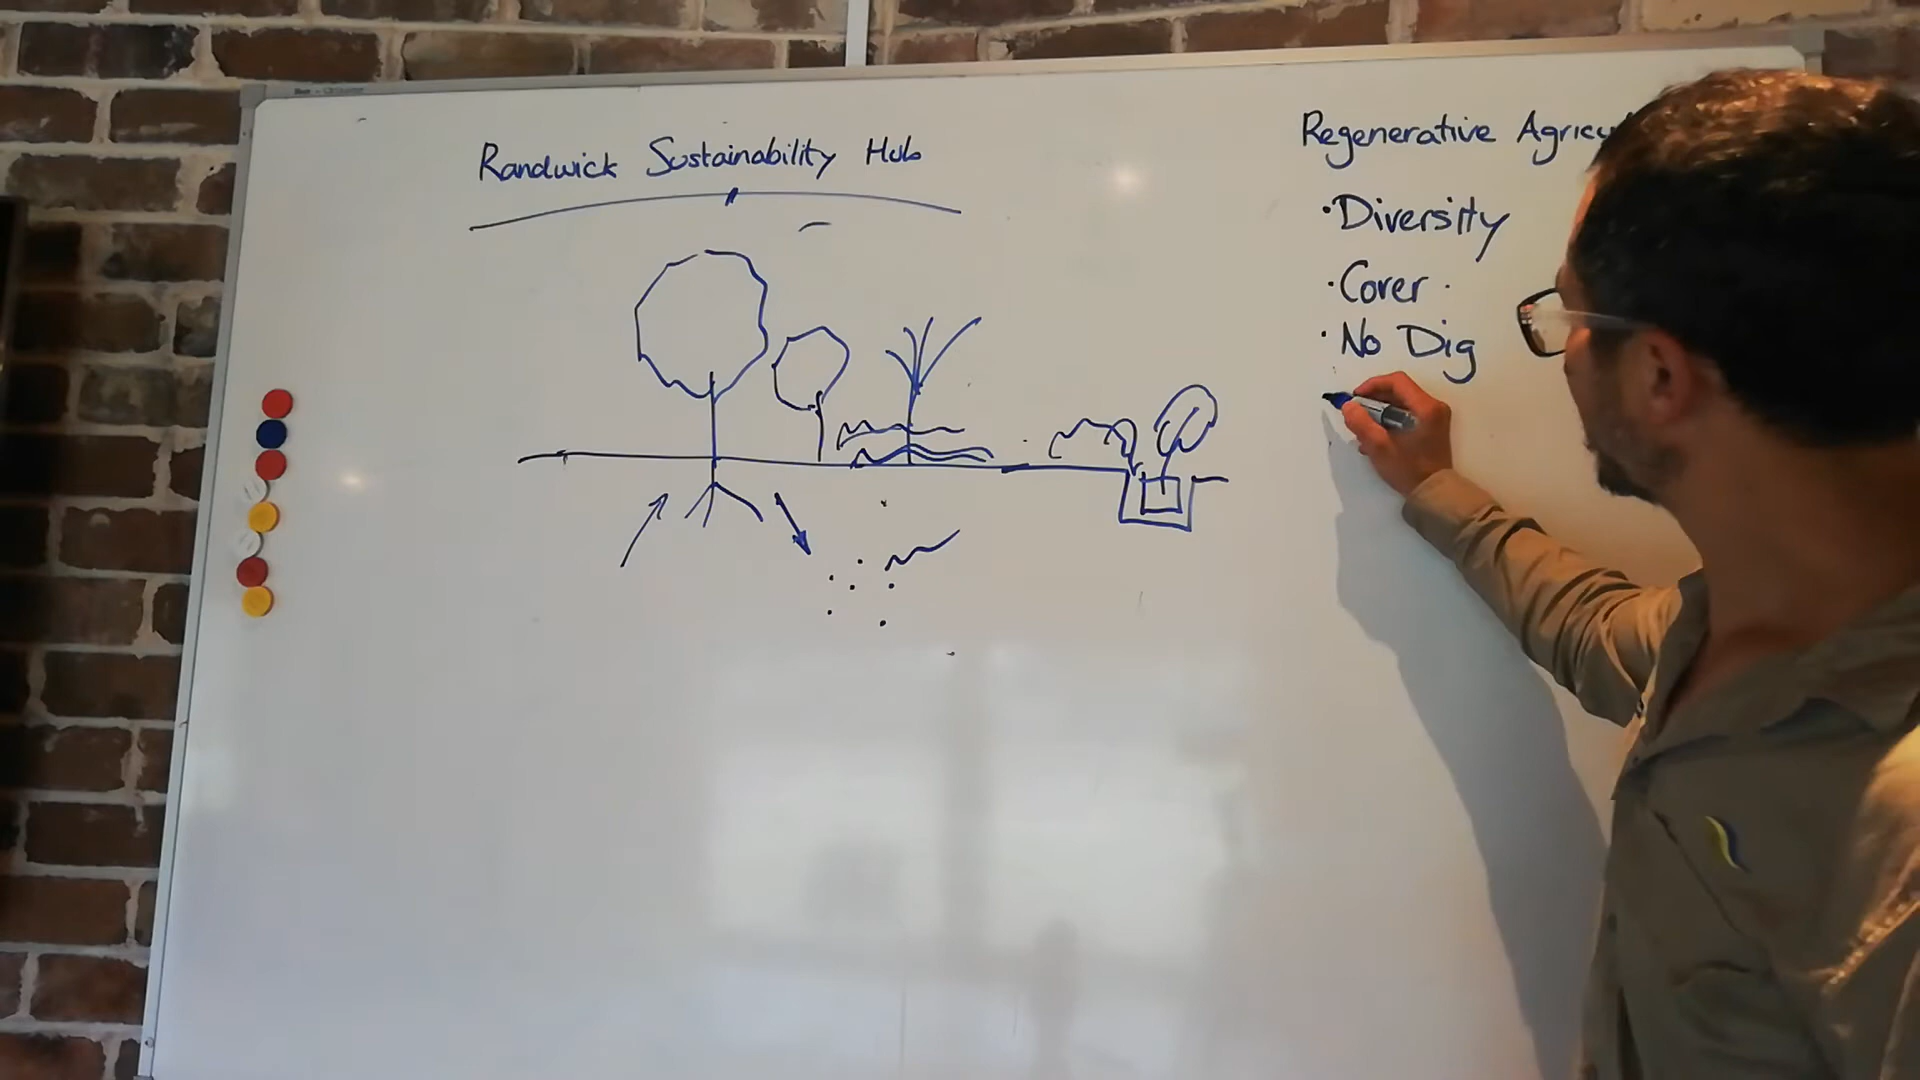 Randwick Sustainability Hub
Regenerative Agricu
• Diversity
• Cover
• No Dig